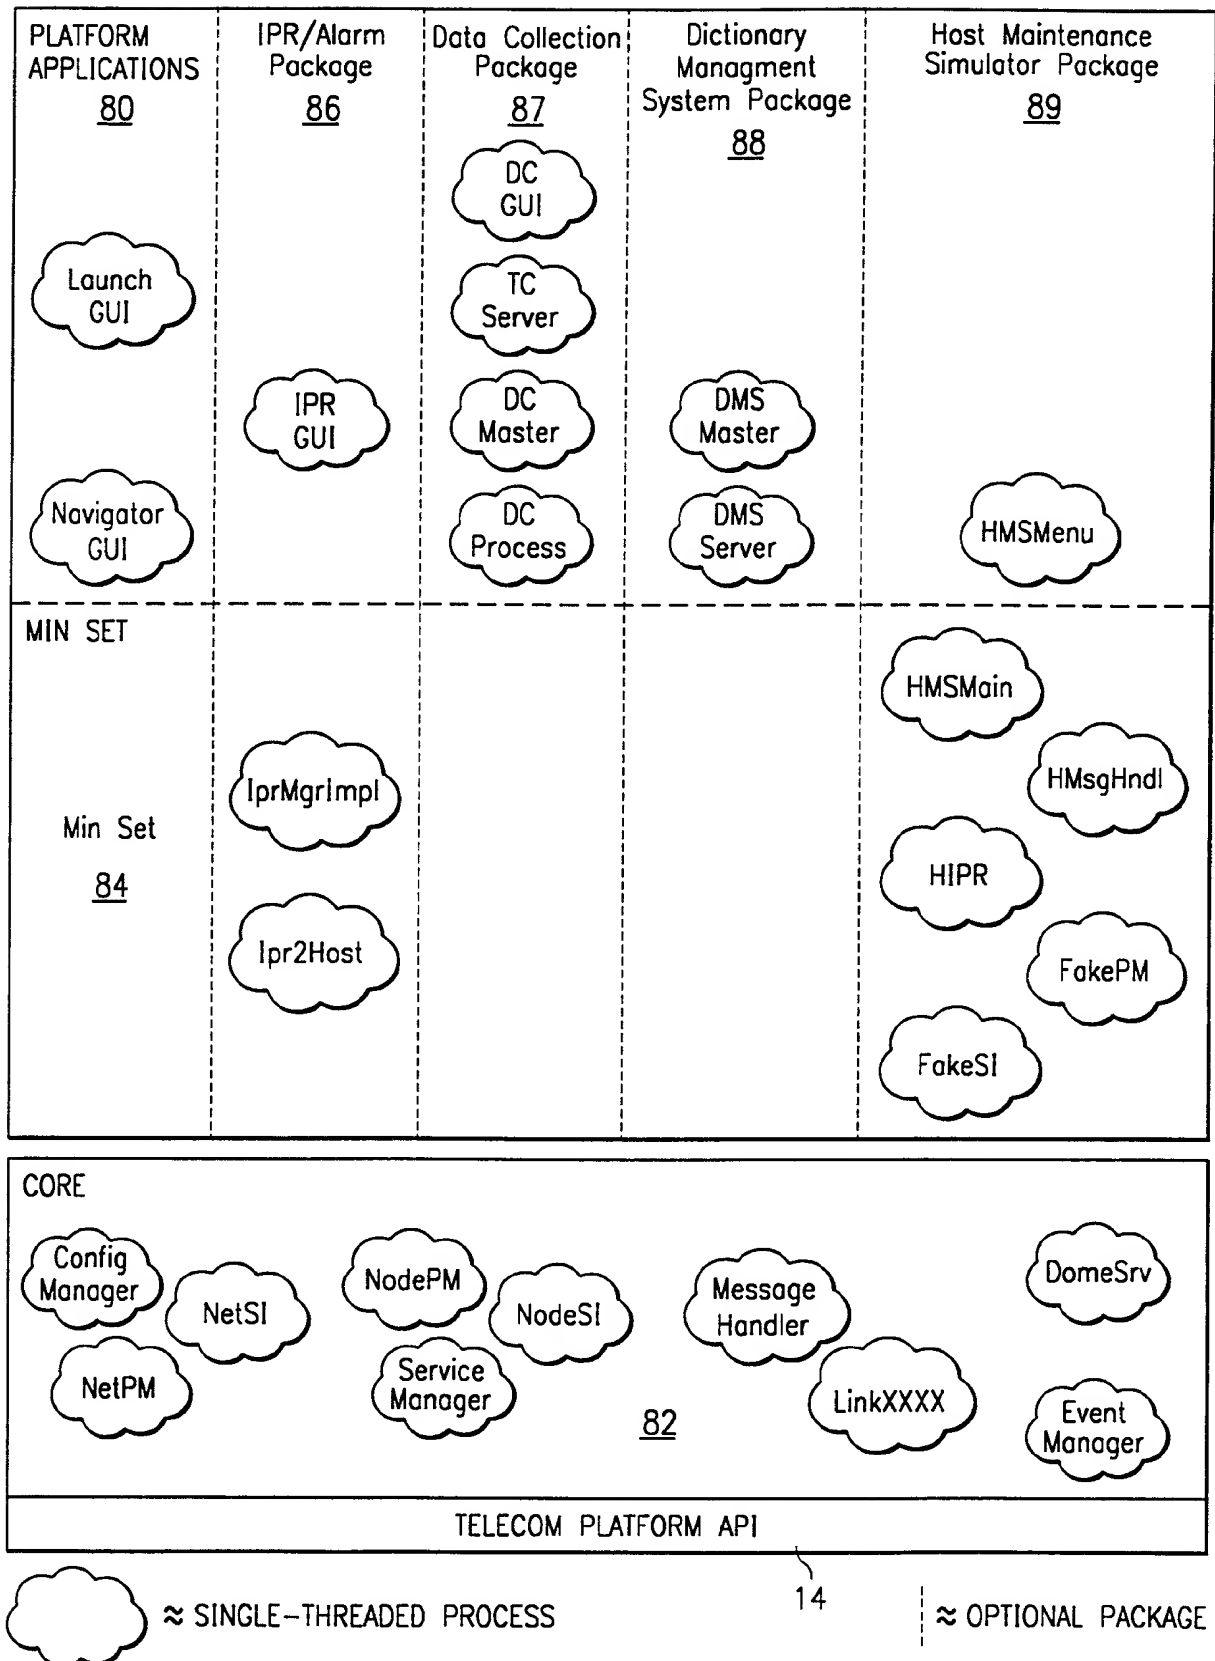 PLATFORM
APPLICATIONS
80
IPR/Alarm
Package
86
Data Collection
Package
87
Dictionary
Managment
System Package
88
Host Maintenance
Simulator Package
89
Launch
GUI
Navigator
GUI
IPR
GUI
DC
GUI
TC
Server
DC
Master
DC
Process
DMS
Master
DMS
Server
HMSMenu
MIN SET
Min Set
84
IprMgrImpl
Ipr2Host
HMSMain
HMsgHndl
HIPR
FakePM
FakeSI
CORE
Config
Manager
NetSI
NetPM
NodePM
NodeSI
Service
Manager
82
Message
Handler
LinkXXXX
DomeSrv
Event
Manager
TELECOM PLATFORM API
14
≈ SINGLE-THREADED PROCESS
≈ OPTIONAL PACKAGE